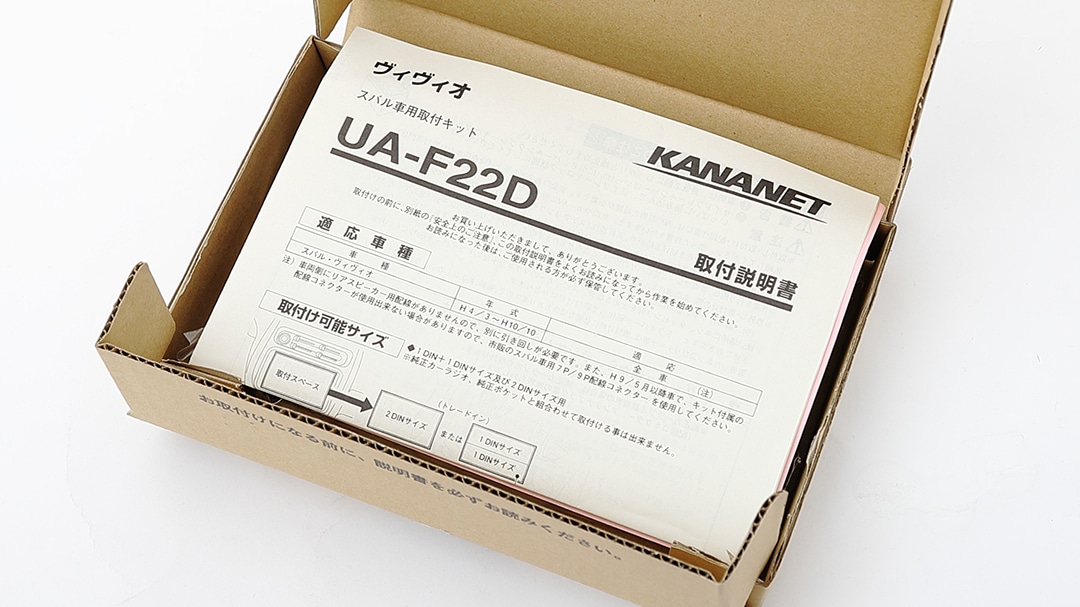 ヴィヴィオ
スバル車用取付キット
UA-F22D
KANANET
取付説明書
お買い上げいただきまして、ありがとうございます。
取付けの前に、別紙の「安全上のご注意」、この取付説明書をよくお読みになってから作業を始めてください。
お読みになった後は、ご使用される方が必ず保管してください。
適応車種
車 種
年 式
適 応
スバル・ヴィヴィオ
H4/3〜H10/10
全 車 (注)
注)車両側にリアスピーカー用配線がありませんので、別に引き回しが必要です。また、H9/5月以降車で、キット付属の
配線コネクターが使用出来ない場合がありますので、市販のスバル車用7P/9P配線コネクターを使用してください。
取付け可能サイズ
◆1DIN+1DINサイズ及び2DINサイズ用
※純正カーラジオ、純正ポケットと組合わせて取付ける事は出来ません。
取付スペース
(トレードイン)
2DINサイズ
または
1DINサイズ
1DINサイズ
お取付けになる前に、説明書を必ずお読みください。